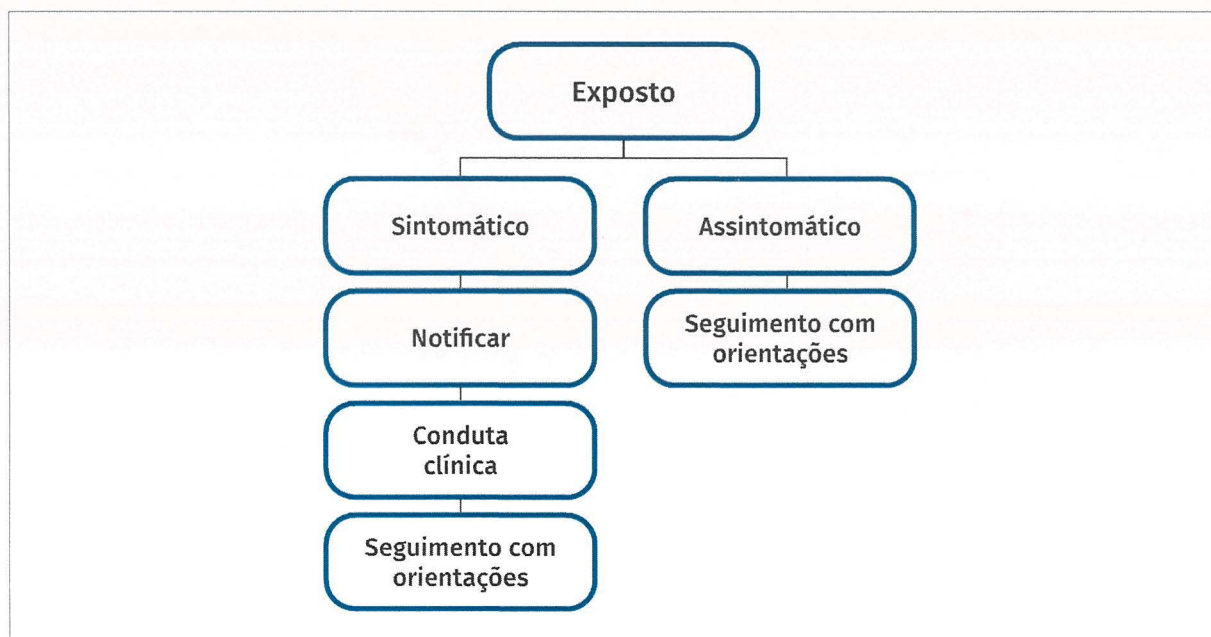 Exposto
Sintomático
Assintomático
Notificar
Seguimento com
orientações
Conduta
clínica
Seguimento com
orientações